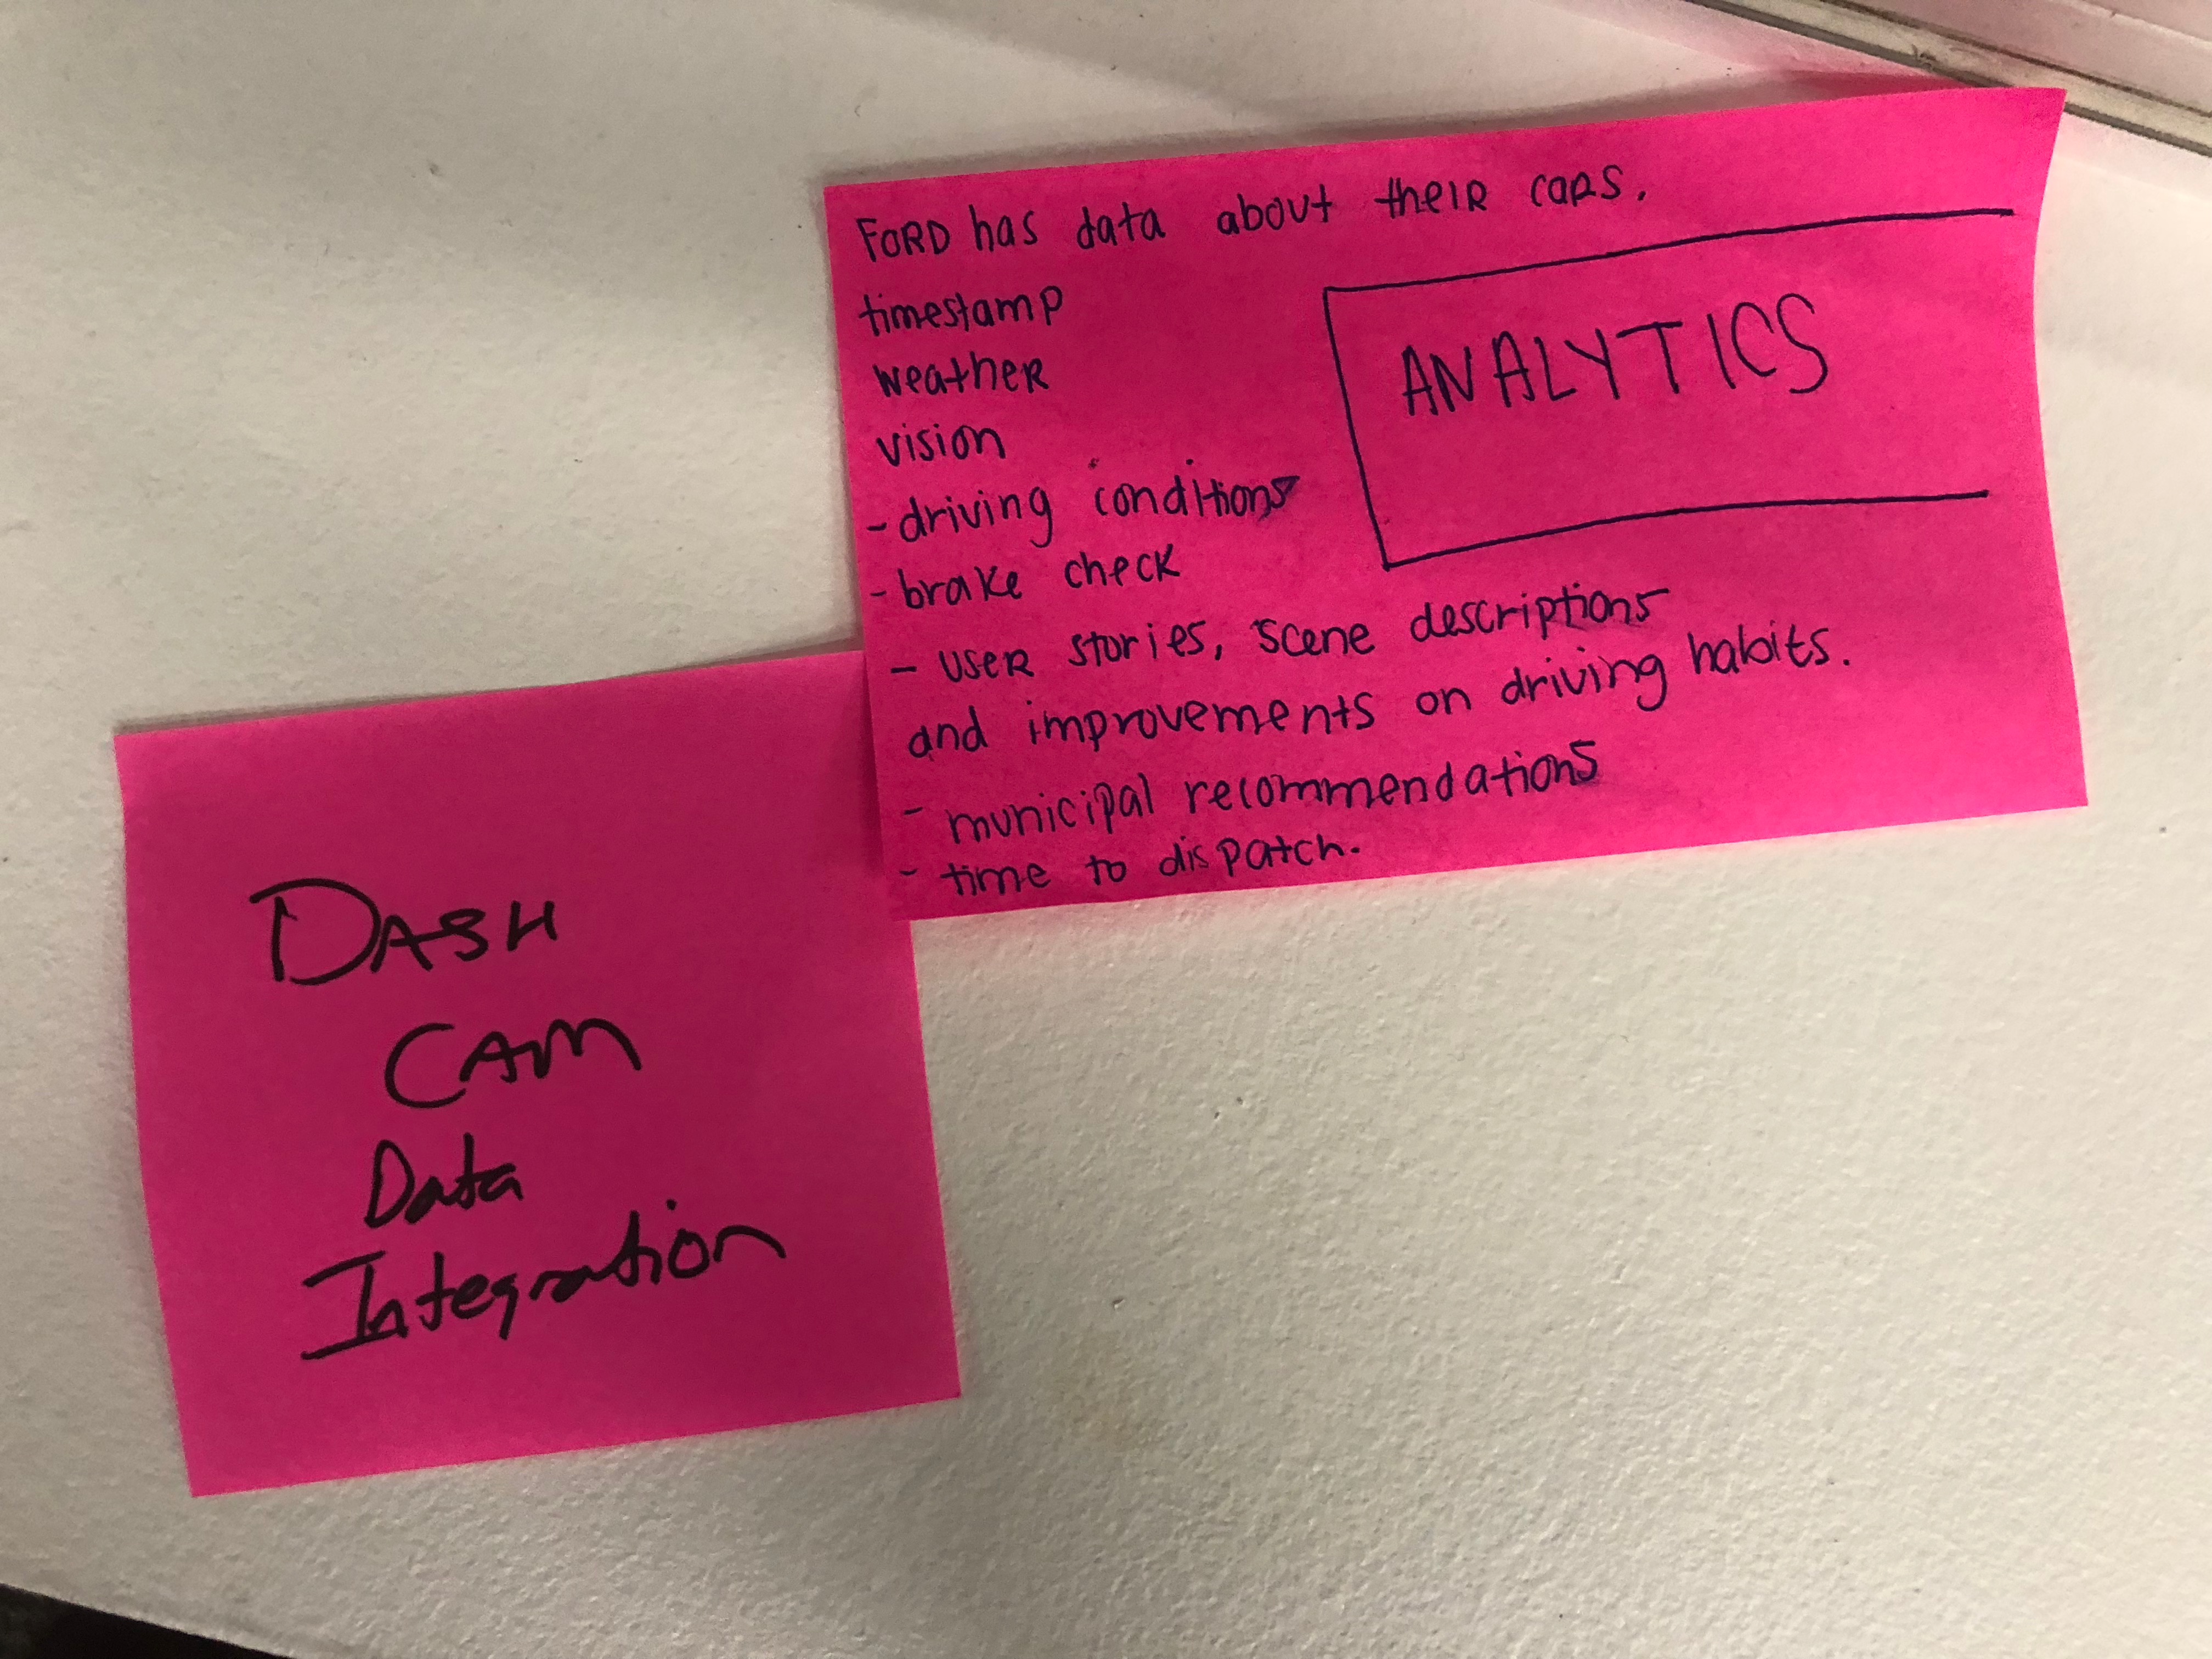 FORD has data about their cars.
timestamp
weather
vision
ANALYTICS
- driving conditions
- brake check
- user stories, scene descriptions
and improvements on driving habits.
- municipal recommendations
- time to dispatch.
DASH
CAM
Data
Integration